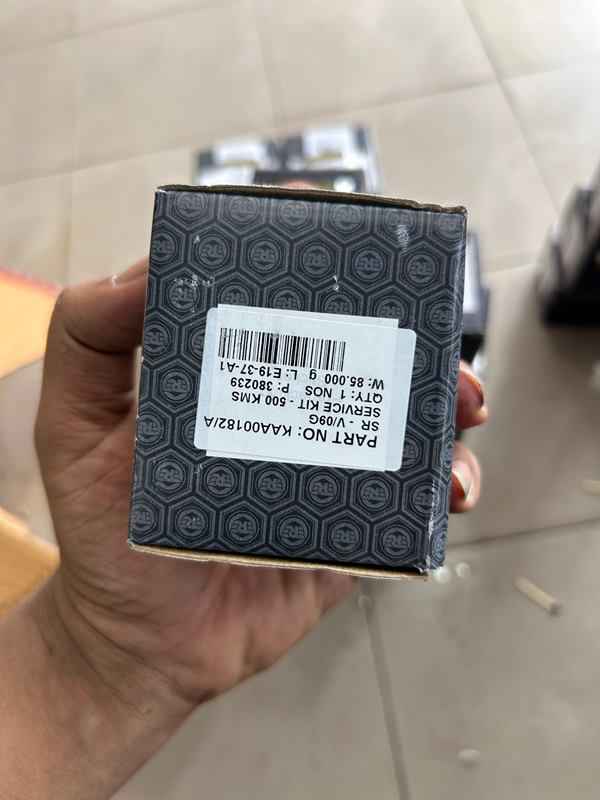 PART NO: KAA00182/A
SR - V/09G
SERVICE KIT - 500 KMS
QTY: 1 NOS P: 380239
W: 85.000 g L: E19-37-A1